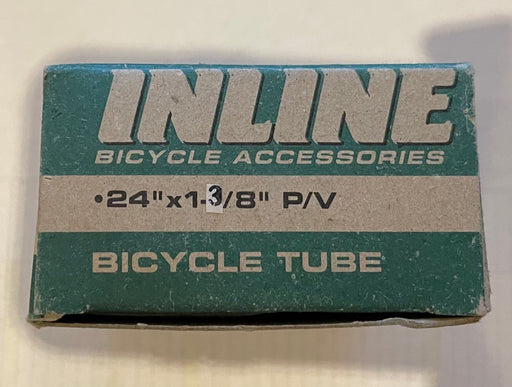 INLINE
BICYCLE ACCESSORIES
•24"x1-3/8" P/V
BICYCLE TUBE